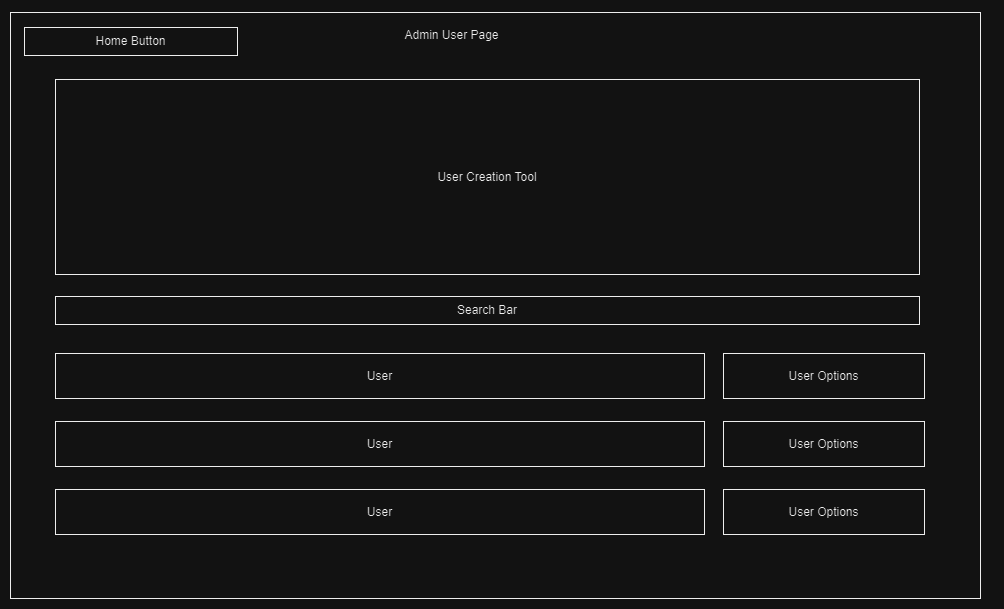 Home Button
Admin User Page
User Creation Tool
Search Bar
User
User Options
User
User Options
User
User Options